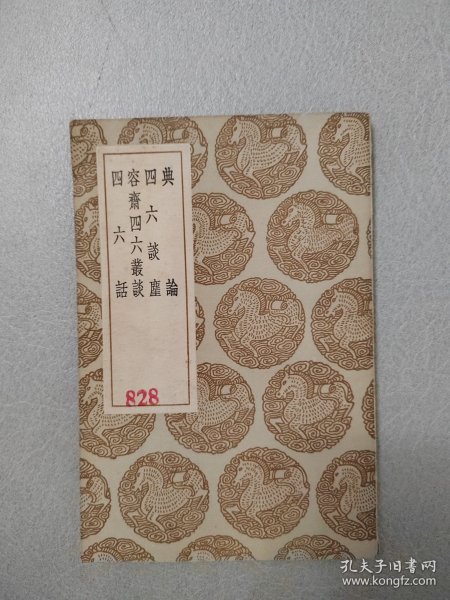 典論
四六談麈
容齋四六叢談
四六話
828
孔夫子旧书网
www.kongfz.com